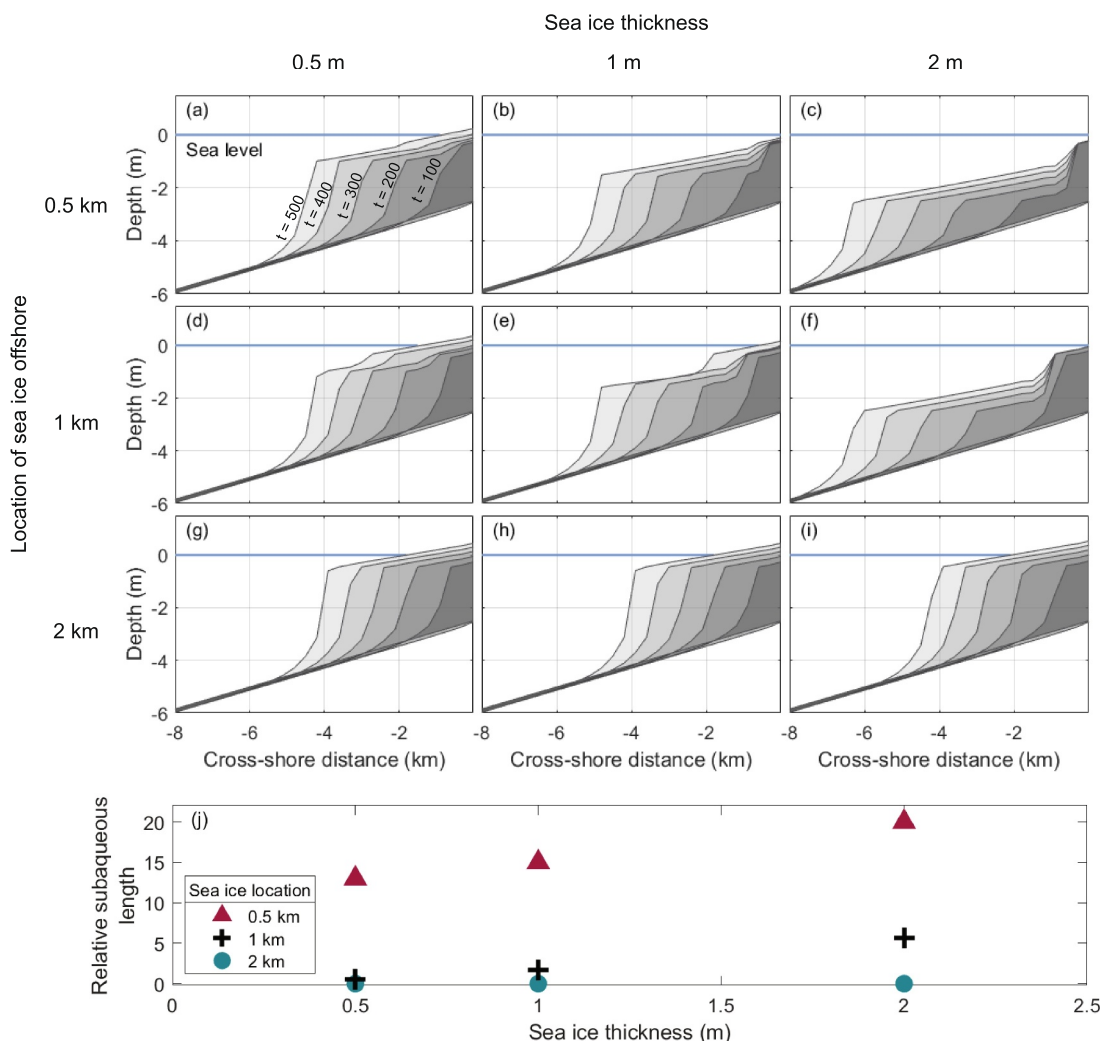 Sea ice thickness
0.5 m 1 m 2 m
Location of sea ice offshore
0.5 km
1 km
2 km
(a) (b) (c)
Sea level
t = 500
t = 400
t = 300
t = 200
t = 100
Depth (m)
0
-2
-4
-6
(d) (e) (f)
Depth (m)
0
-2
-4
-6
(g) (h) (i)
Depth (m)
0
-2
-4
-6
-8 -6 -4 -2 -8 -6 -4 -2 -8 -6 -4 -2
Cross-shore distance (km) Cross-shore distance (km) Cross-shore distance (km)
(j)
Relative subaqueous
length
20
15
10
5
0
Sea ice location
0.5 km
1 km
2 km
0 0.5 1 1.5 2 2.5
Sea ice thickness (m)